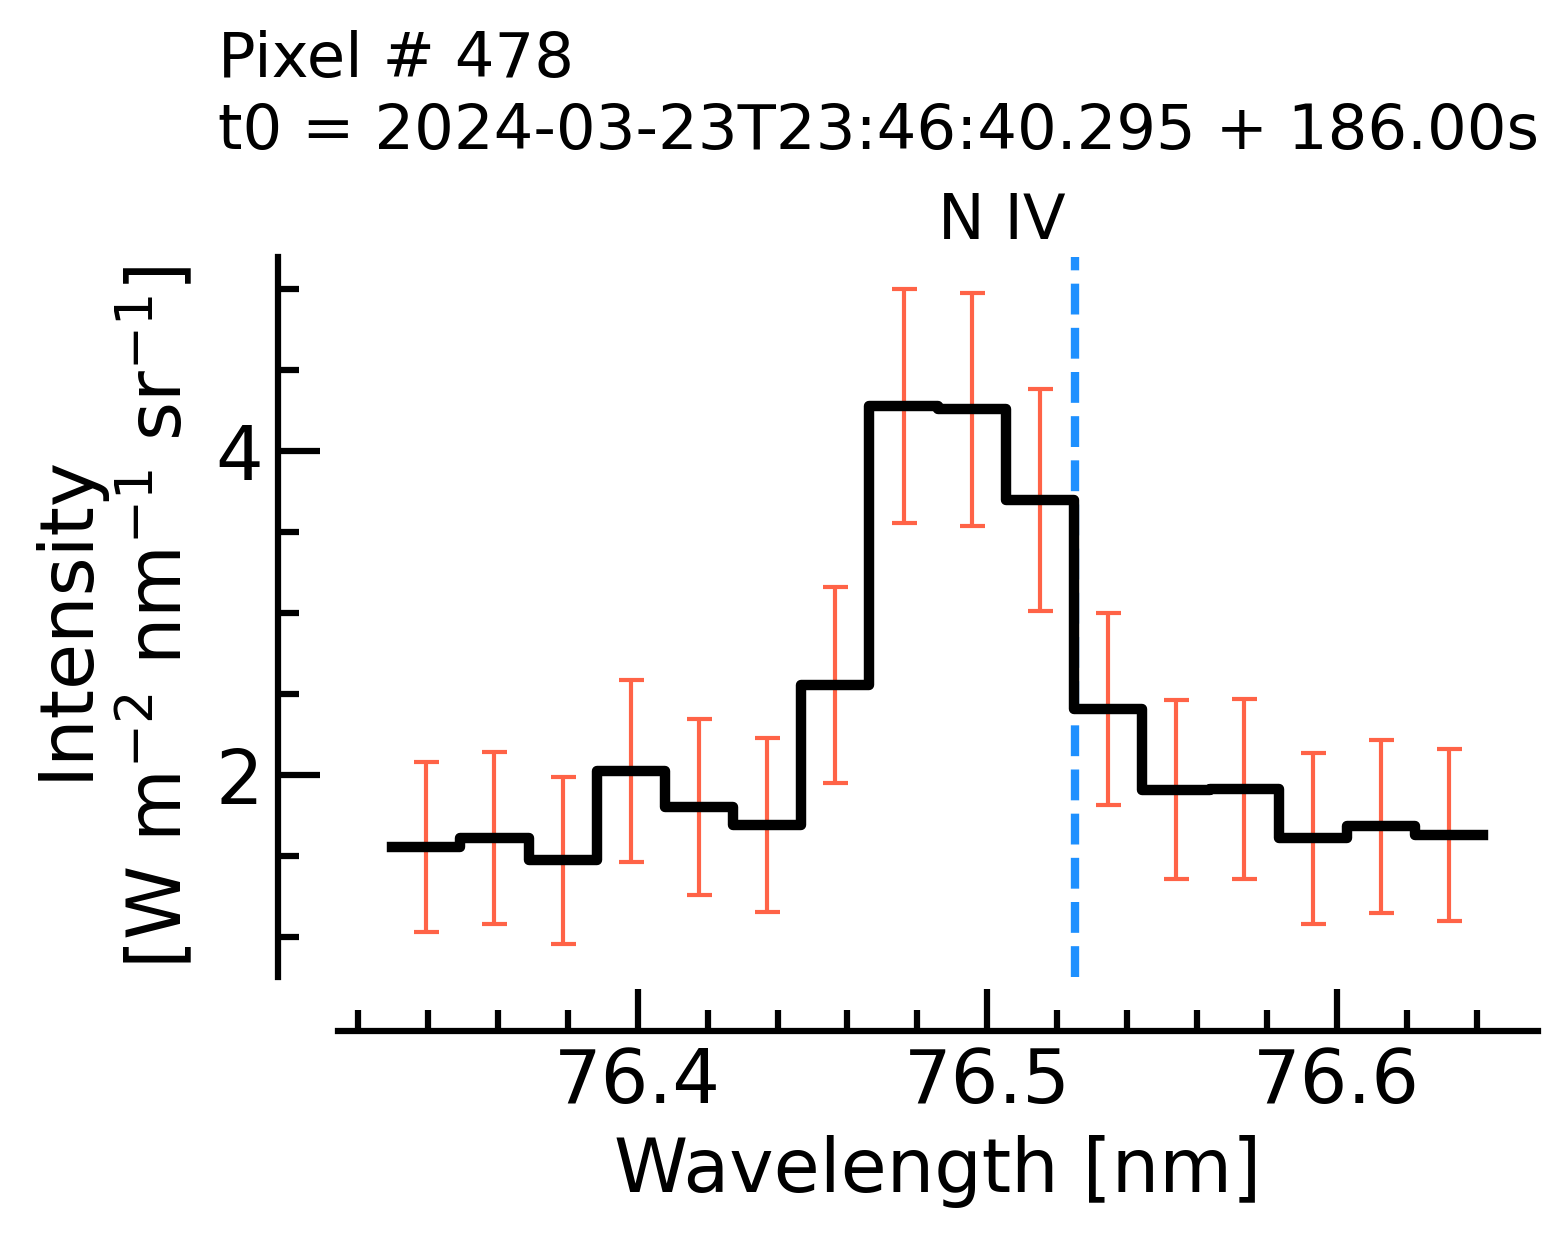 Pixel # 478
t0 = 2024-03-23T23:46:40.295 + 186.00s
N IV
Intensity
[W m⁻² nm⁻¹ sr⁻¹]
4
2
76.4 76.5 76.6
Wavelength [nm]